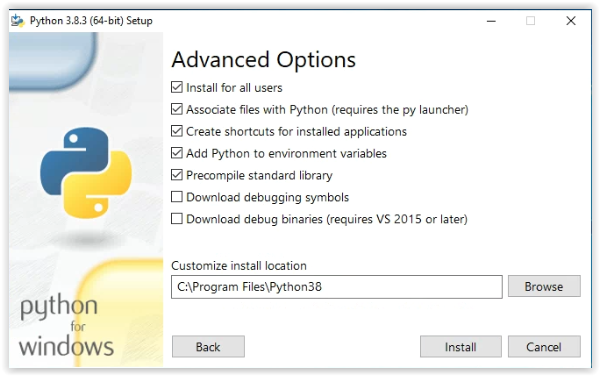 Python 3.8.3 (64-bit) Setup
Advanced Options
Install for all users
Associate files with Python (requires the py launcher)
Create shortcuts for installed applications
Add Python to environment variables
Precompile standard library
Download debugging symbols
Download debug binaries (requires VS 2015 or later)
Customize install location
C:\Program Files\Python38
Browse
python
for
windows
Back
Install
Cancel